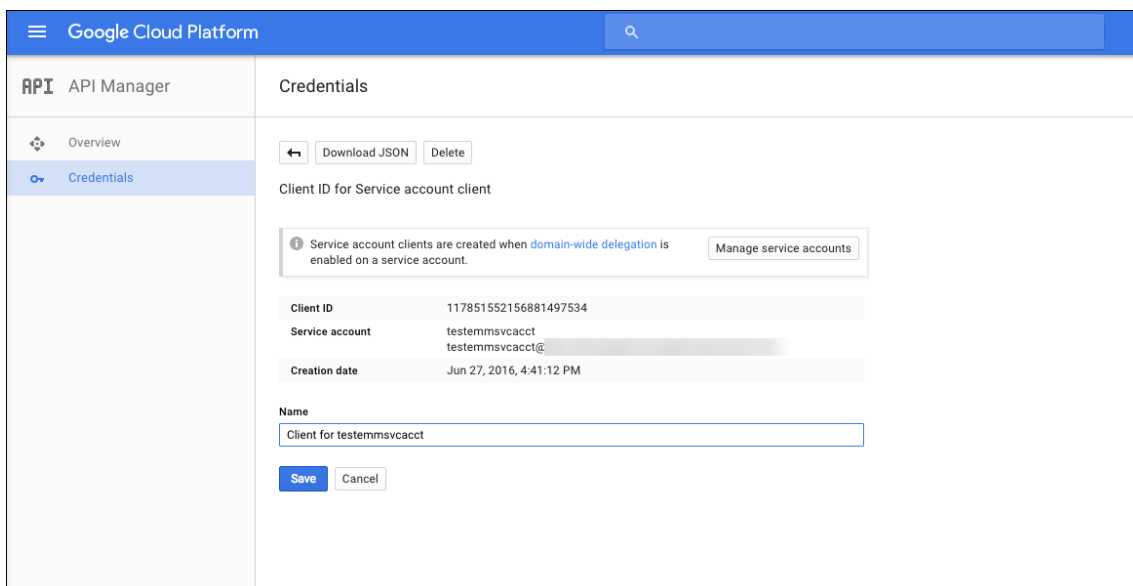 Google Cloud Platform
API API Manager
Credentials
Overview
Credentials
Download JSON Delete
Client ID for Service account client
Service account clients are created when domain-wide delegation is
enabled on a service account.
Manage service accounts
Client ID 117851552156881497534
Service account testemmsvcacct
testemmsvcacct@
Creation date Jun 27, 2016, 4:41:12 PM
Name
Client for testemmsvcacct
Save Cancel